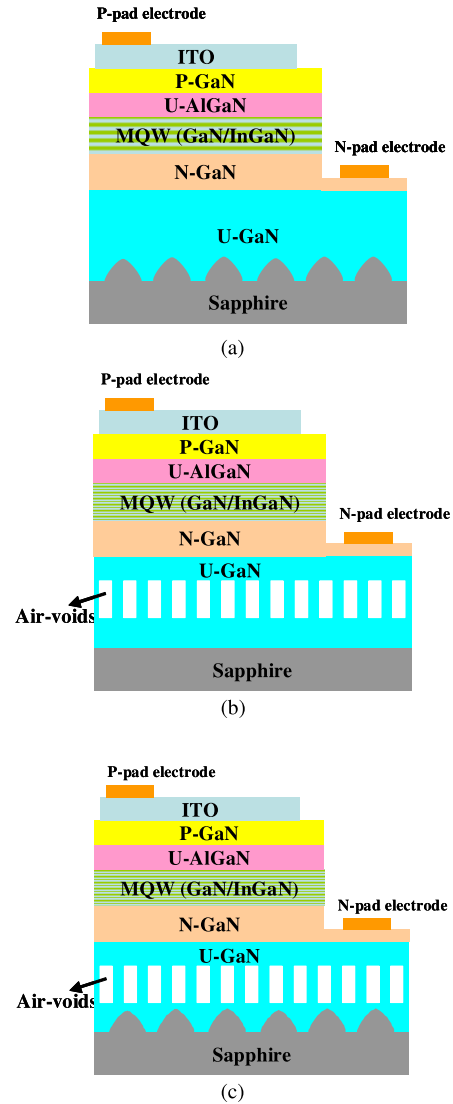 P-pad electrode
ITO
P-GaN
U-AlGaN
MQW (GaN/InGaN)
N-pad electrode
N-GaN
U-GaN
Sapphire
(a)
P-pad electrode
ITO
P-GaN
U-AlGaN
MQW (GaN/InGaN)
N-pad electrode
N-GaN
U-GaN
Air-voids
Sapphire
(b)
P-pad electrode
ITO
P-GaN
U-AlGaN
MQW (GaN/InGaN)
N-pad electrode
N-GaN
U-GaN
Air-voids
Sapphire
(c)